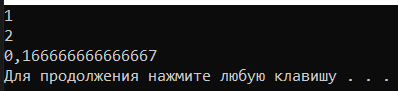 1
2
0,166666666666667
Для продолжения нажмите любую клавишу . . .